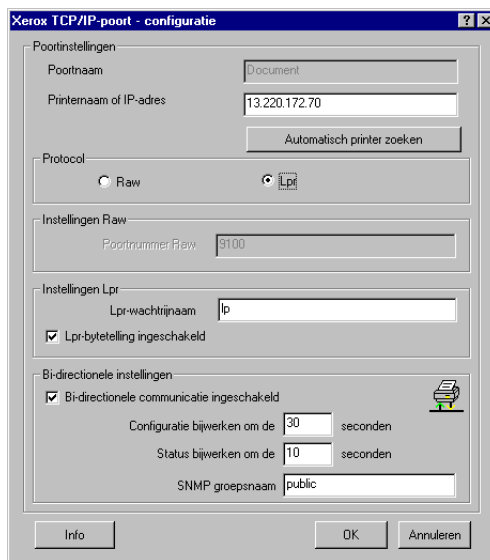 Xerox TCP/IP-poort - configuratie
Poortinstellingen
Poortnaam Document
Printernaam of IP-adres 13.220.172.70
Automatisch printer zoeken
Protocol
Raw Lpr
Instellingen Raw
Poortnummer Raw 9100
Instellingen Lpr
Lpr-wachtrijnaam lp
Lpr-bytetelling ingeschakeld
Bi-directionele instellingen
Bi-directionele communicatie ingeschakeld
Configuratie bijwerken om de 30 seconden
Status bijwerken om de 10 seconden
SNMP groepsnaam public
Info OK Annuleren